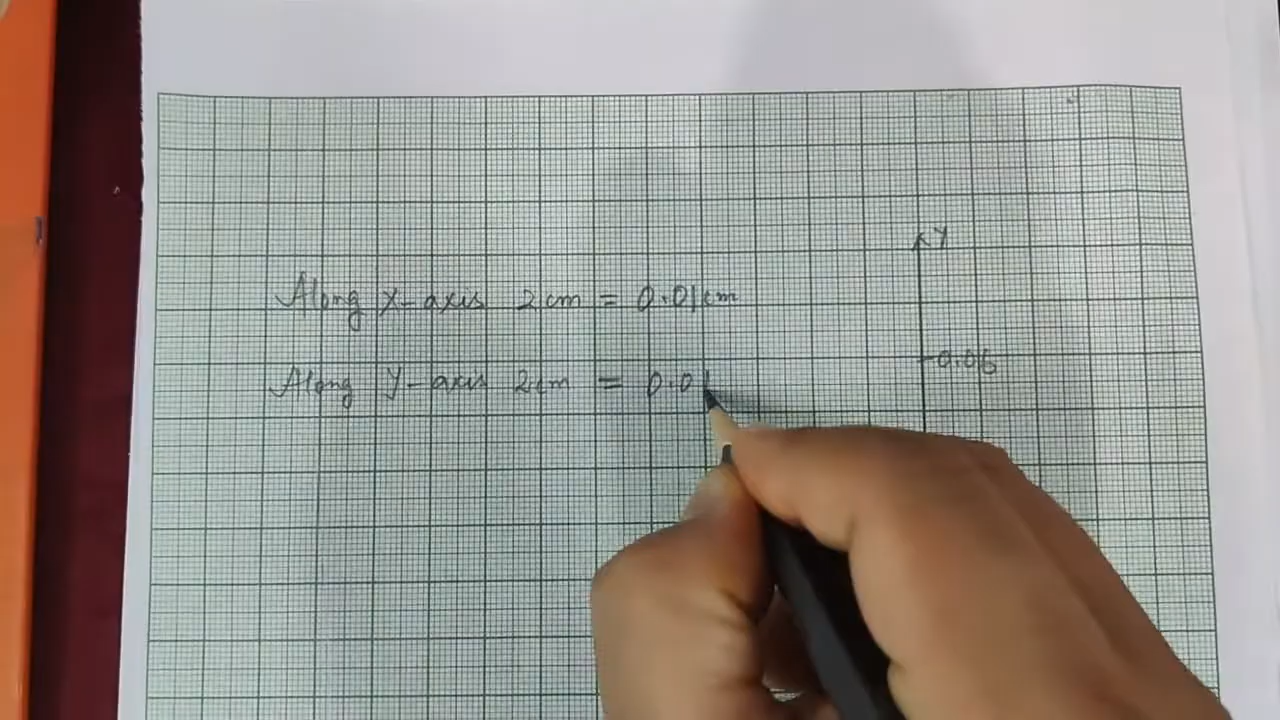 Along X-axis 2cm = 0.01cm
Along Y-axis 2cm = 0.01
Y
0.06